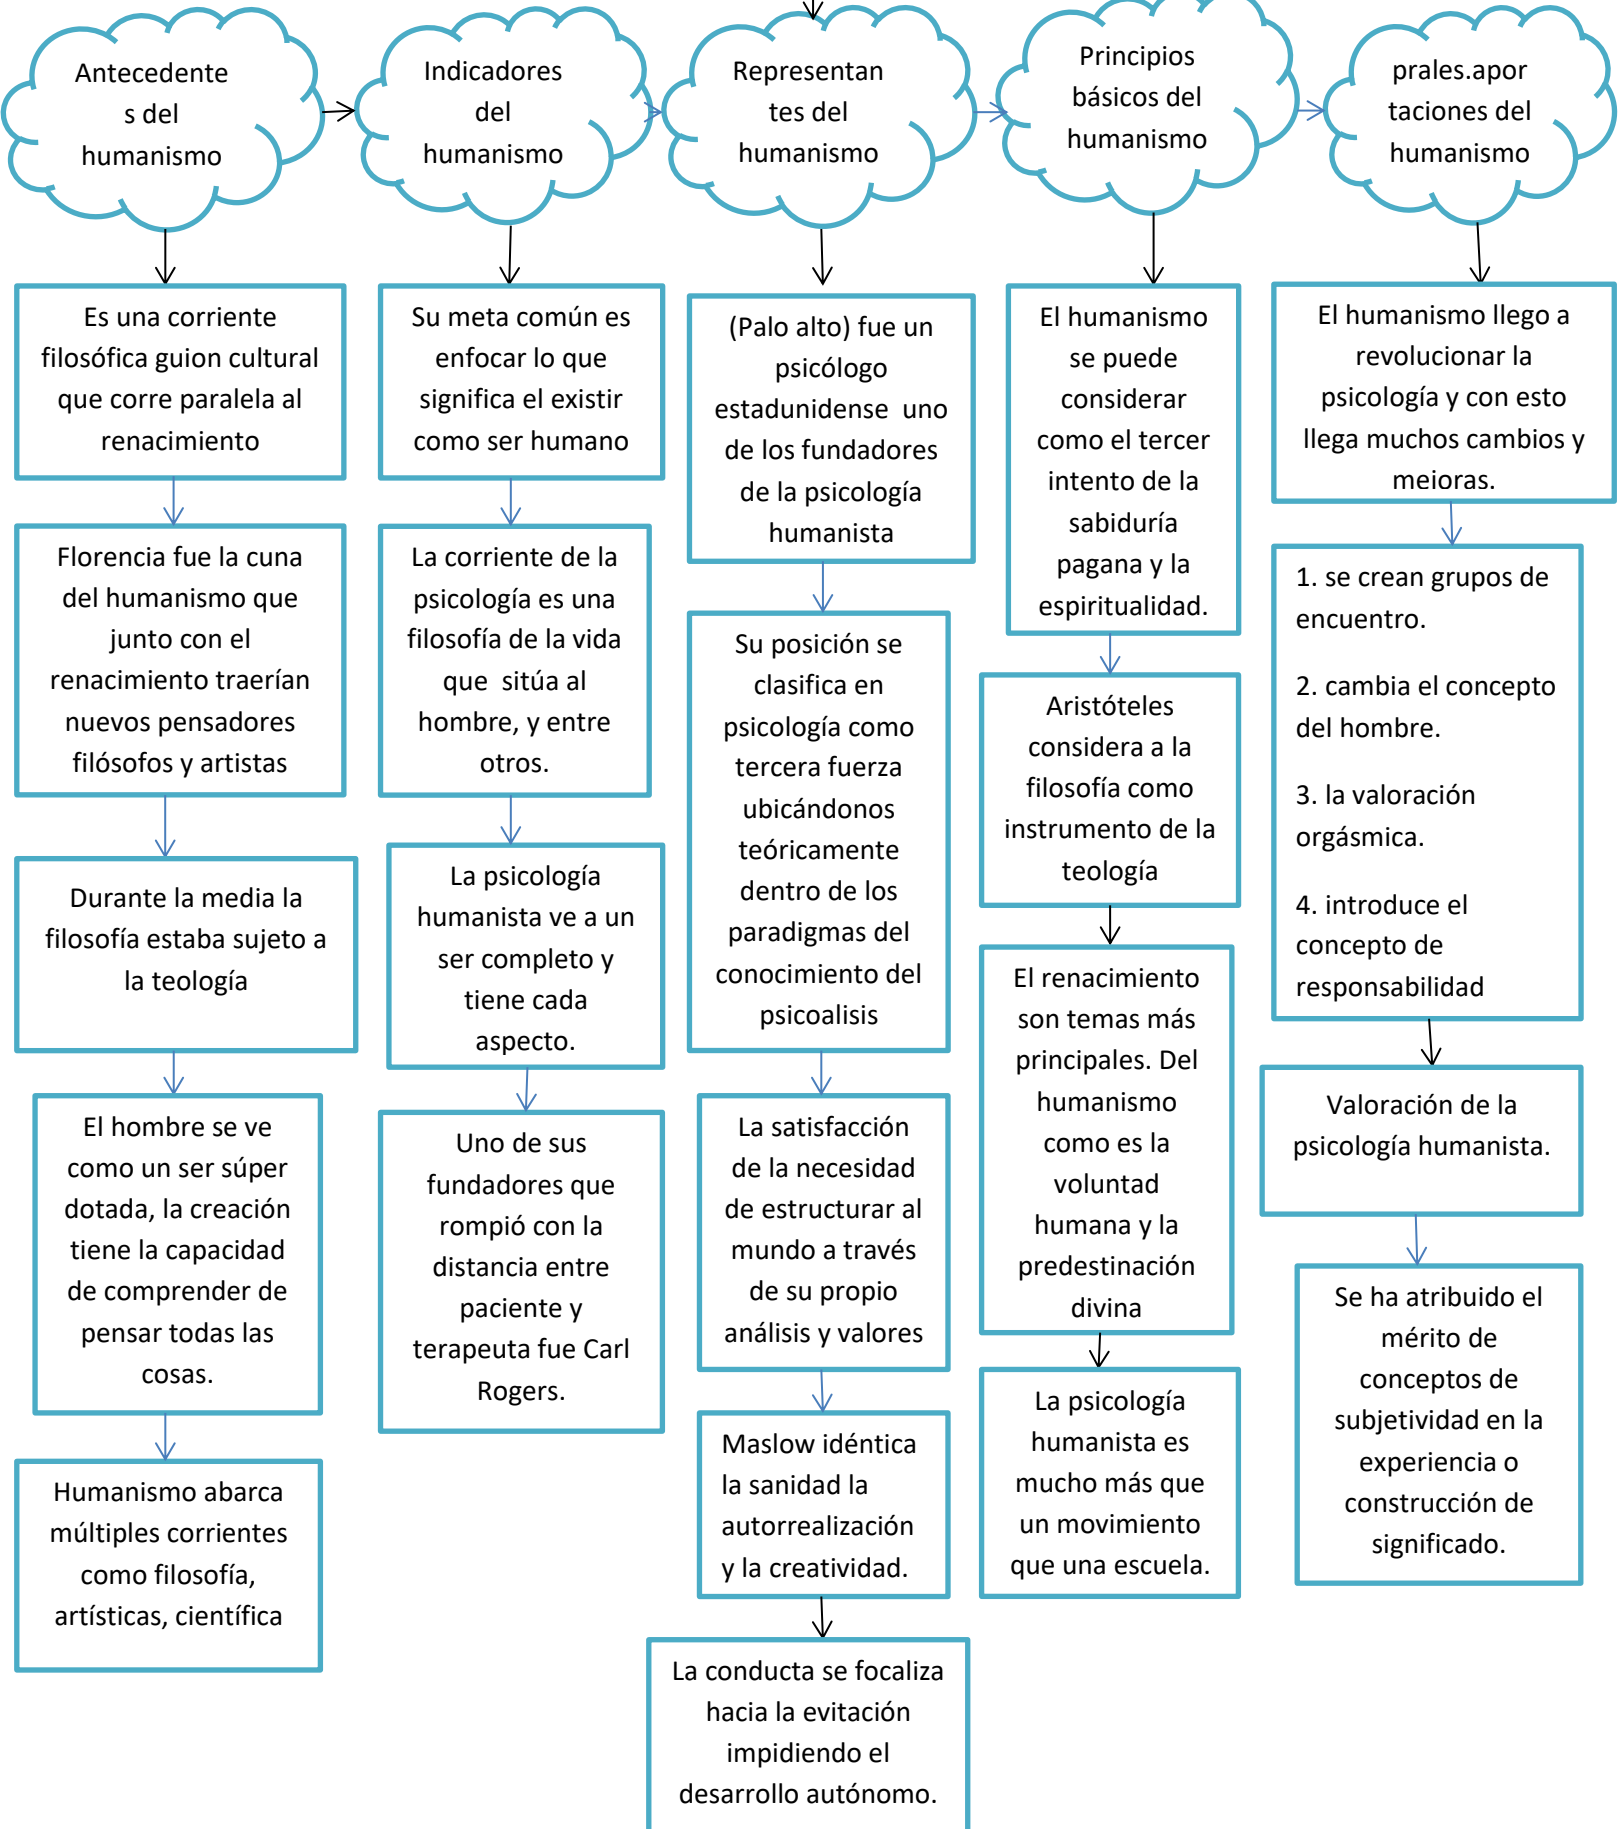 Antecedente
s del
humanismo
Indicadores
del
humanismo
Representan
tes del
humanismo
Principios
básicos del
humanismo
prales.apor
taciones del
humanismo
Es una corriente
filosófica guion cultural
que corre paralela al
renacimiento
Florencia fue la cuna
del humanismo que
junto con el
renacimiento traerían
nuevos pensadores
filósofos y artistas
Durante la media la
filosofía estaba sujeto a
la teología
El hombre se ve
como un ser súper
dotada, la creación
tiene la capacidad
de comprender de
pensar todas las
cosas.
Humanismo abarca
múltiples corrientes
como filosofía,
artísticas, científica
Su meta común es
enfocar lo que
significa el existir
como ser humano
La corriente de la
psicología es una
filosofía de la vida
que sitúa al
hombre, y entre
otros.
La psicología
humanista ve a un
ser completo y
tiene cada
aspecto.
Uno de sus
fundadores que
rompió con la
distancia entre
paciente y
terapeuta fue Carl
Rogers.
(Palo alto) fue un
psicólogo
estadunidense uno
de los fundadores
de la psicología
humanista
Su posición se
clasifica en
psicología como
tercera fuerza
ubicándonos
teóricamente
dentro de los
paradigmas del
conocimiento del
psicoalisis
La satisfacción
de la necesidad
de estructurar al
mundo a través
de su propio
análisis y valores
Maslow idéntica
la sanidad la
autorrealización
y la creatividad.
La conducta se focaliza
hacia la evitación
impidiendo el
desarrollo autónomo.
El humanismo
se puede
considerar
como el tercer
intento de la
sabiduría
pagana y la
espiritualidad.
Aristóteles
considera a la
filosofía como
instrumento de la
teología
El renacimiento
son temas más
principales. Del
humanismo
como es la
voluntad
humana y la
predestinación
divina
La psicología
humanista es
mucho más que
un movimiento
que una escuela.
El humanismo llego a
revolucionar la
psicología y con esto
llega muchos cambios y
mejoras.
1. se crean grupos de
encuentro.
2. cambia el concepto
del hombre.
3. la valoración
orgásmica.
4. introduce el
concepto de
responsabilidad
Valoración de la
psicología humanista.
Se ha atribuido el
mérito de
conceptos de
subjetividad en la
experiencia o
construcción de
significado.